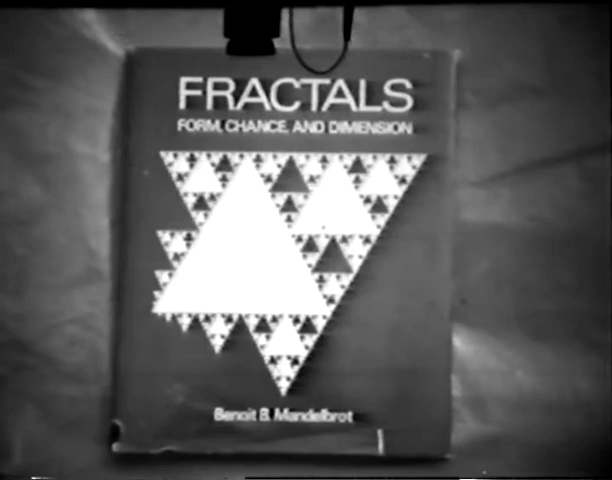 FRACTALS
FORM, CHANCE, AND DIMENSION
Benoit B. Mandelbrot